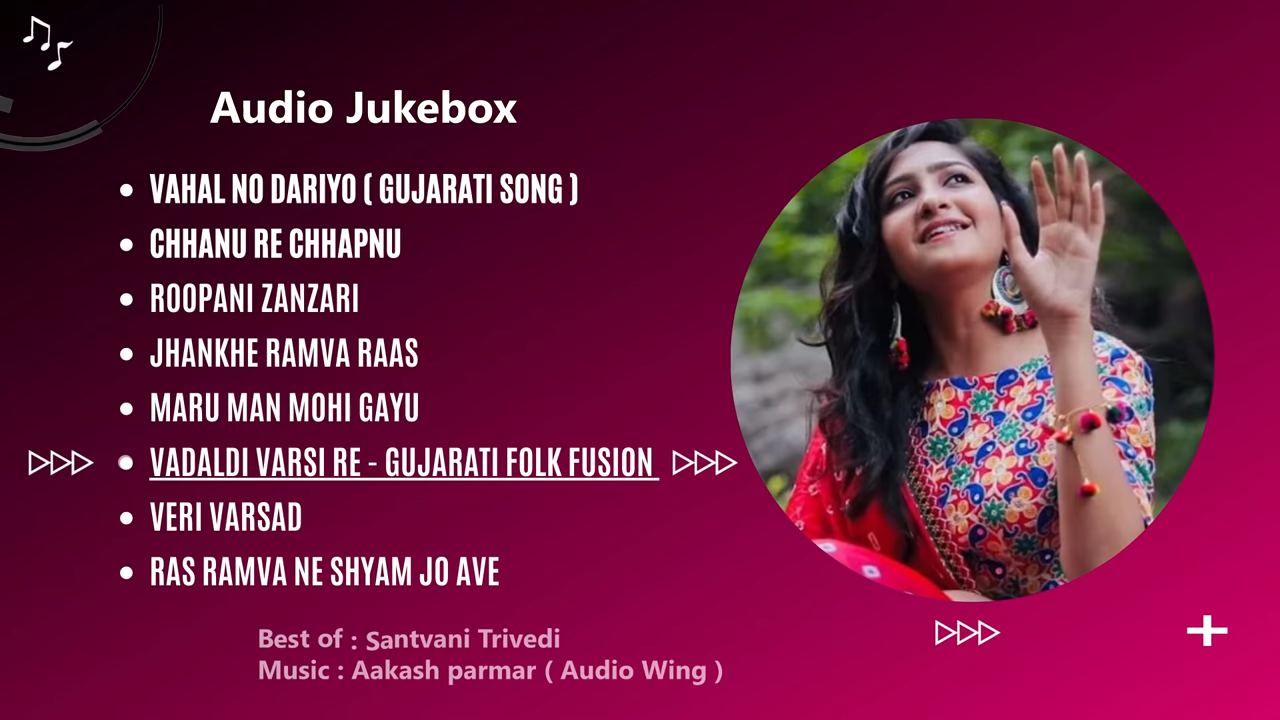 Audio Jukebox
VAHAL NO DARIYO ( GUJARATI SONG )
CHHANU RE CHHAPNU
ROOPANI ZANZARI
JHANKHE RAMVA RAAS
MARU MAN MOHI GAYU
VADALDI VARSI RE - GUJARATI FOLK FUSION
VERI VARSAD
RAS RAMVA NE SHYAM JO AVE
Best of : Santvani Trivedi
Music : Aakash parmar ( Audio Wing )